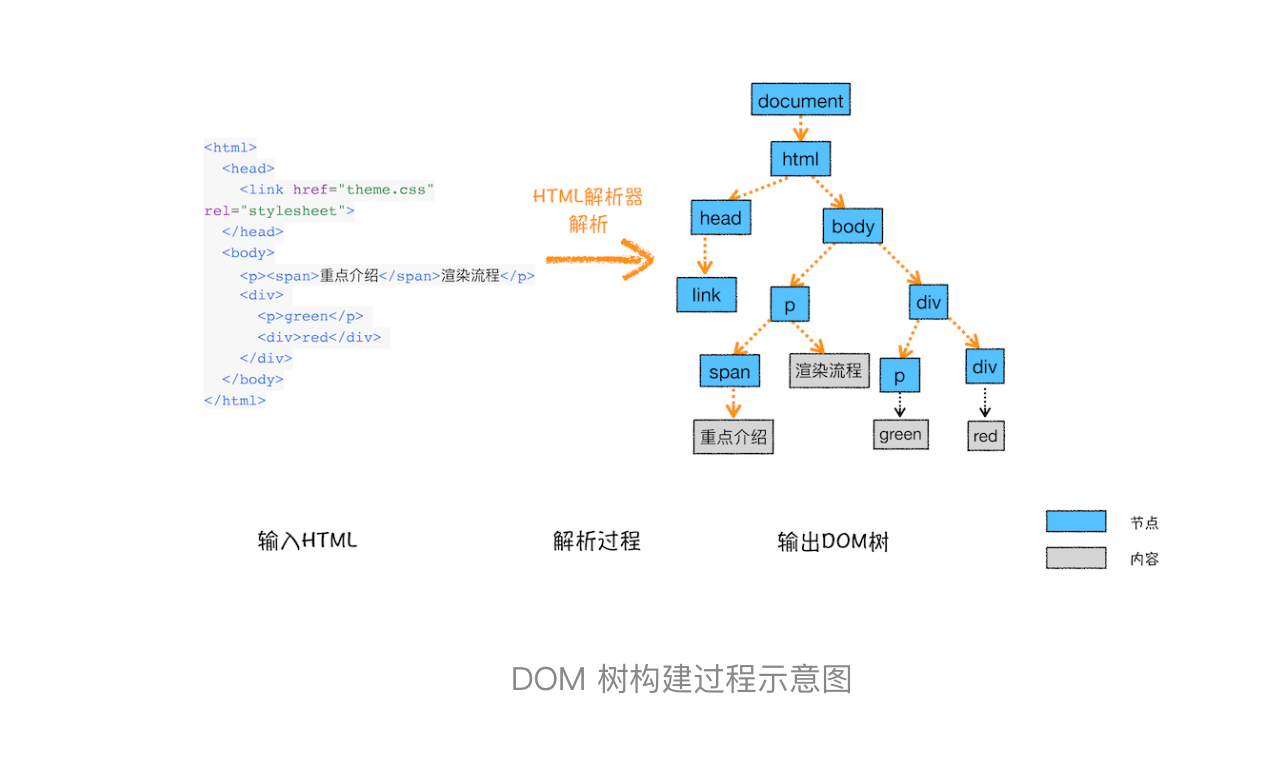 <html>
<head>
<link href="theme.css"
rel="stylesheet">
</head>
<body>
<p><span>重点介绍</span>渲染流程</p>
<div>
<p>green</p>
<div>red</div>
</div>
</body>
</html>
HTML解析器
解析
document
html
head
body
link
p
div
span
渲染流程
p
div
重点介绍
green
red
输入HTML
解析过程
输出DOM树
节点
内容
DOM 树构建过程示意图